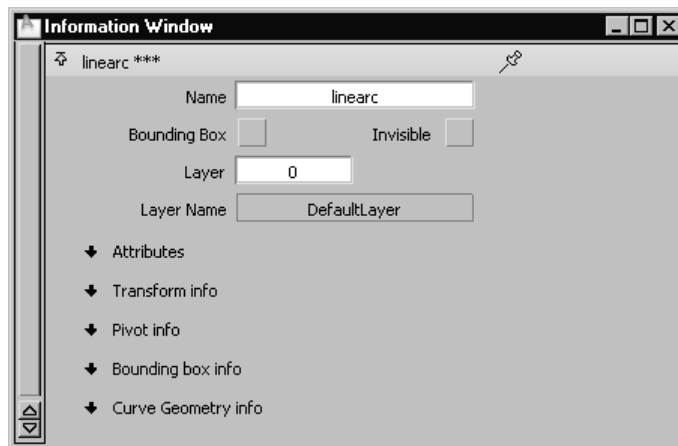 Information Window
linearc ***
Name linearc
Bounding Box Invisible
Layer 0
Layer Name DefaultLayer
Attributes
Transform info
Pivot info
Bounding box info
Curve Geometry info